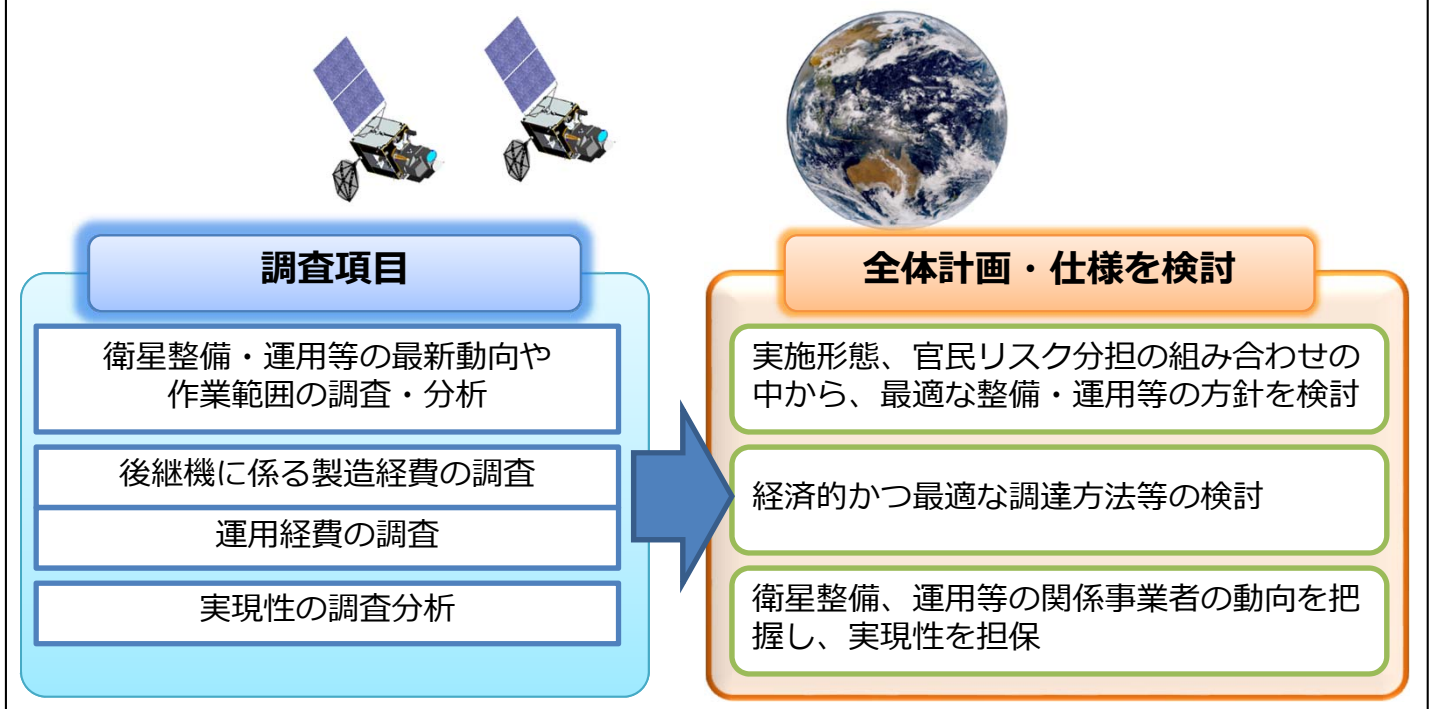 調査項目
衛星整備・運用等の最新動向や
作業範囲の調査・分析
後継機に係る製造経費の調査
運用経費の調査
実現性の調査分析
全体計画・仕様を検討
実施形態、官民リスク分担の組み合わせの
中から、最適な整備・運用等の方針を検討
経済的かつ最適な調達方法等の検討
衛星整備、運用等の関係事業者の動向を把
握し、実現性を担保